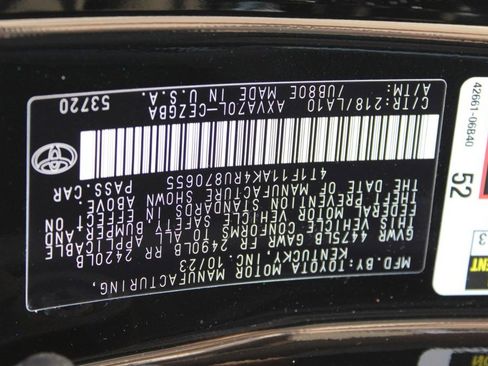 MFD.BY:TOYOTA MOTOR MANUFACTURING,
KENTUCKY, INC. 10/23
GVWR 4475LB GAWR FR 2490LB RR 2420LB
THIS VEHICLE CONFORMS TO ALL APPLICABLE
FEDERAL MOTOR VEHICLE SAFETY, BUMPER, AND
THEFT PREVENTION STANDARDS IN EFFECT ON
THE DATE OF MANUFACTURE SHOWN ABOVE.
4T1F11AK4RU870655 PASS.CAR
C/TR:218/LA10 AXVA70L-CEZGBA 53720
A/TM: /UB80E MADE IN U.S.A.
42661-06B40
52